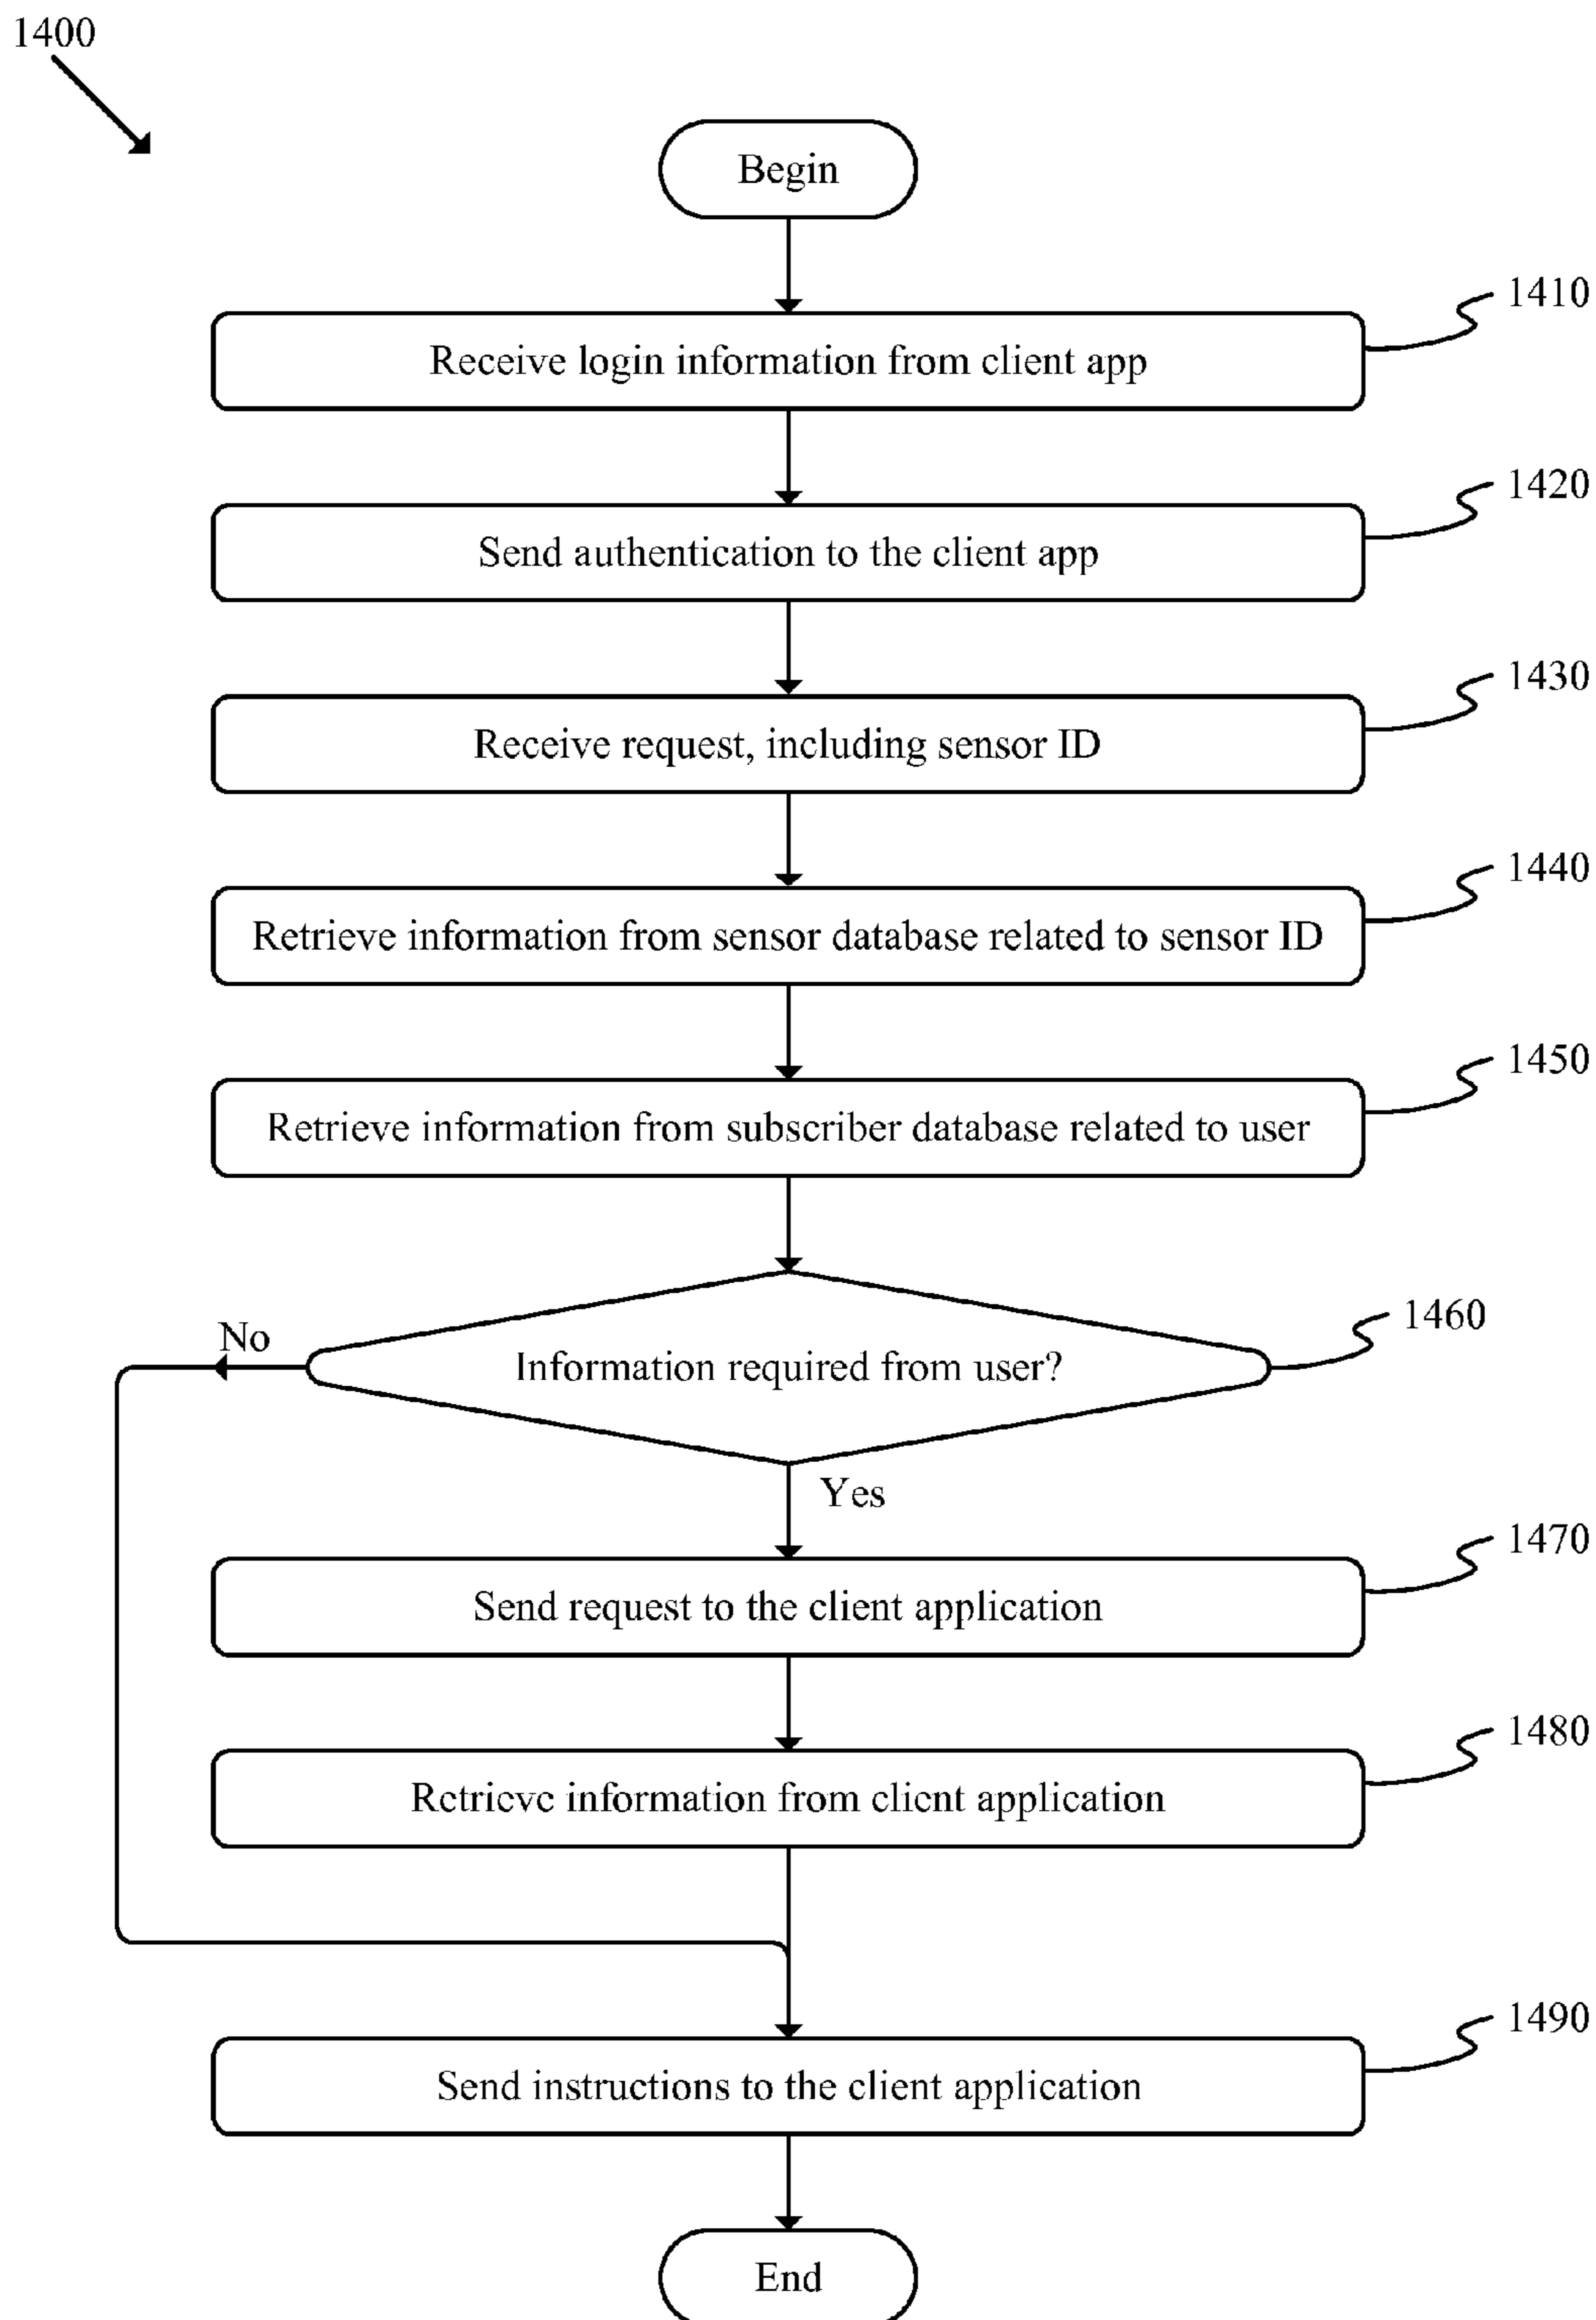 1400
Begin
1410
Receive login information from client app
1420
Send authentication to the client app
1430
Receive request, including sensor ID
1440
Retrieve information from sensor database related to sensor ID
1450
Retrieve information from subscriber database related to user
1460
No
Information required from user?
Yes
1470
Send request to the client application
1480
Retrieve information from client application
1490
Send instructions to the client application
End